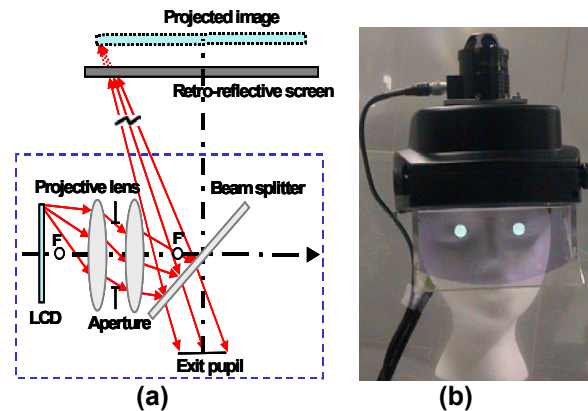 Projected image
Retro-reflective screen
Projective lens
Beam splitter
F
F'
LCD
Aperture
Exit pupil
(a)
(b)